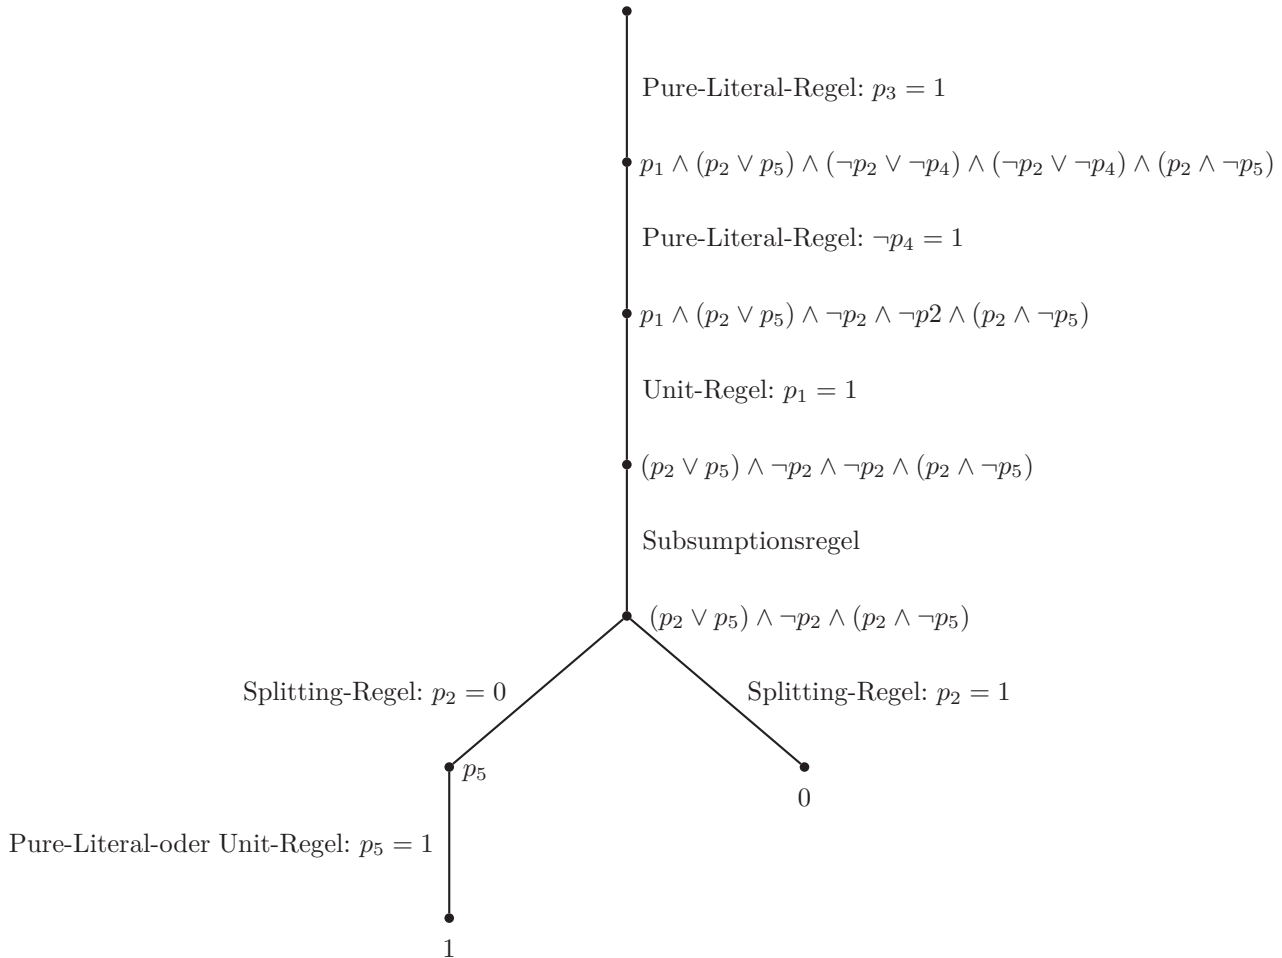 Pure-Literal-Regel: p₃ = 1
p₁ ∧ (p₂ ∨ p₅) ∧ (¬p₂ ∨ ¬p₄) ∧ (¬p₂ ∨ ¬p₄) ∧ (p₂ ∧ ¬p₅)
Pure-Literal-Regel: ¬p₄ = 1
p₁ ∧ (p₂ ∨ p₅) ∧ ¬p₂ ∧ ¬p2 ∧ (p₂ ∧ ¬p₅)
Unit-Regel: p₁ = 1
(p₂ ∨ p₅) ∧ ¬p₂ ∧ ¬p₂ ∧ (p₂ ∧ ¬p₅)
Subsumptionsregel
(p₂ ∨ p₅) ∧ ¬p₂ ∧ (p₂ ∧ ¬p₅)
Splitting-Regel: p₂ = 0
Splitting-Regel: p₂ = 1
p₅
0
Pure-Literal-oder Unit-Regel: p₅ = 1
1